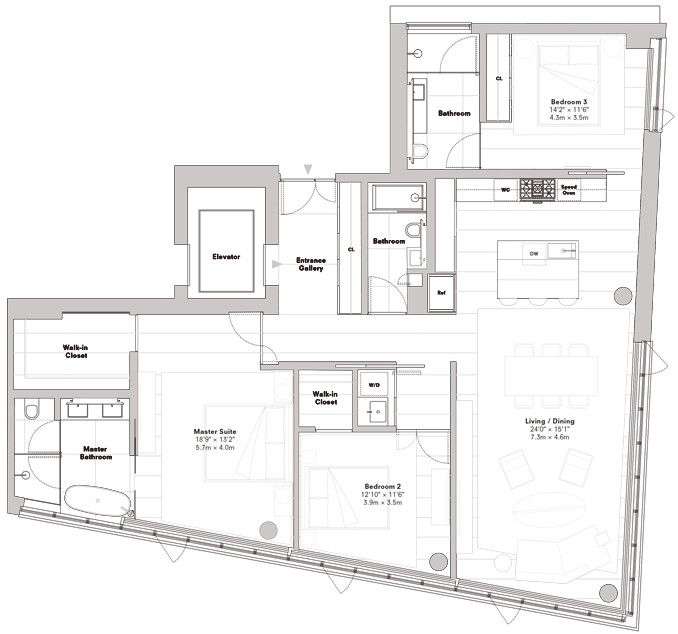 CL
Bedroom 3
14'2" × 11'6"
4.3m × 3.5m
Bathroom
WC
Speed
Oven
Elevator
Entrance
Gallery
CL
Bathroom
DW
Ref
Walk-in
Closet
Walk-in
Closet
W/D
Master Suite
18'9" × 13'2"
5.7m × 4.0m
Living / Dining
24'0" × 15'1"
7.3m × 4.6m
Master
Bathroom
Bedroom 2
12'10" × 11'6"
3.9m × 3.5m